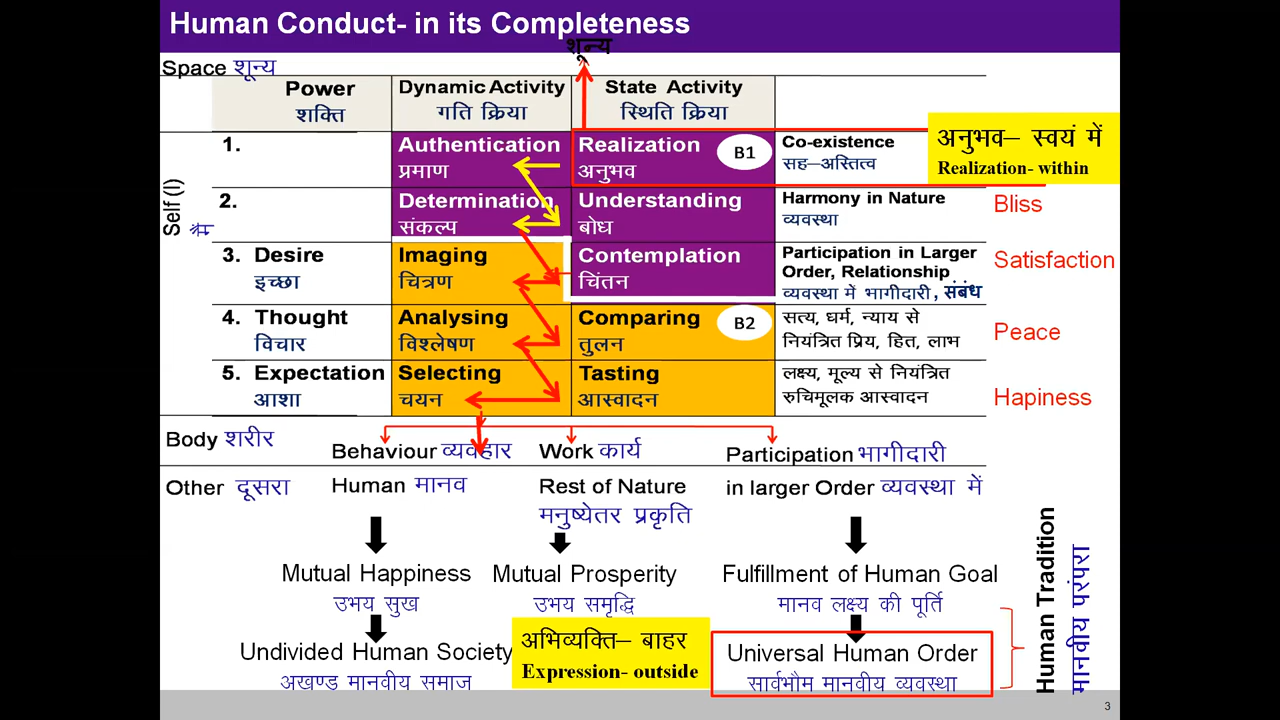 Human Conduct- in its Completeness
शून्य
Space शून्य
Power
शक्ति
Dynamic Activity
गति क्रिया
State Activity
स्थिति क्रिया
Self (I)
मैं
1.
Authentication
प्रमाण
Realization
अनुभव
B1
Co-existence
सह–अस्तित्व
अनुभव– स्वयं में
Realization- within
2.
Determination
संकल्प
Understanding
बोध
Harmony in Nature
व्यवस्था
Bliss
3. Desire
इच्छा
Imaging
चित्रण
Contemplation
चिंतन
Participation in Larger
Order, Relationship
व्यवस्था में भागीदारी, संबंध
Satisfaction
4. Thought
विचार
Analysing
विश्लेषण
Comparing
तुलन
B2
सत्य, धर्म, न्याय से
नियंत्रित प्रिय, हित, लाभ
Peace
5. Expectation
आशा
Selecting
चयन
Tasting
आस्वादन
लक्ष्य, मूल्य से नियंत्रित
रुचिमूलक आस्वादन
Hapiness
Body शरीर
Behaviour व्यवहार
Work कार्य
Participation भागीदारी
Other दूसरा
Human मानव
Rest of Nature
मनुष्येतर प्रकृति
in larger Order व्यवस्था में
Mutual Happiness
उभय सुख
Mutual Prosperity
उभय समृद्धि
Fulfillment of Human Goal
मानव लक्ष्य की पूर्ति
Undivided Human Society
अखण्ड मानवीय समाज
अभिव्यक्ति– बाहर
Expression- outside
Universal Human Order
सार्वभौम मानवीय व्यवस्था
Human Tradition
मानवीय परंपरा
3